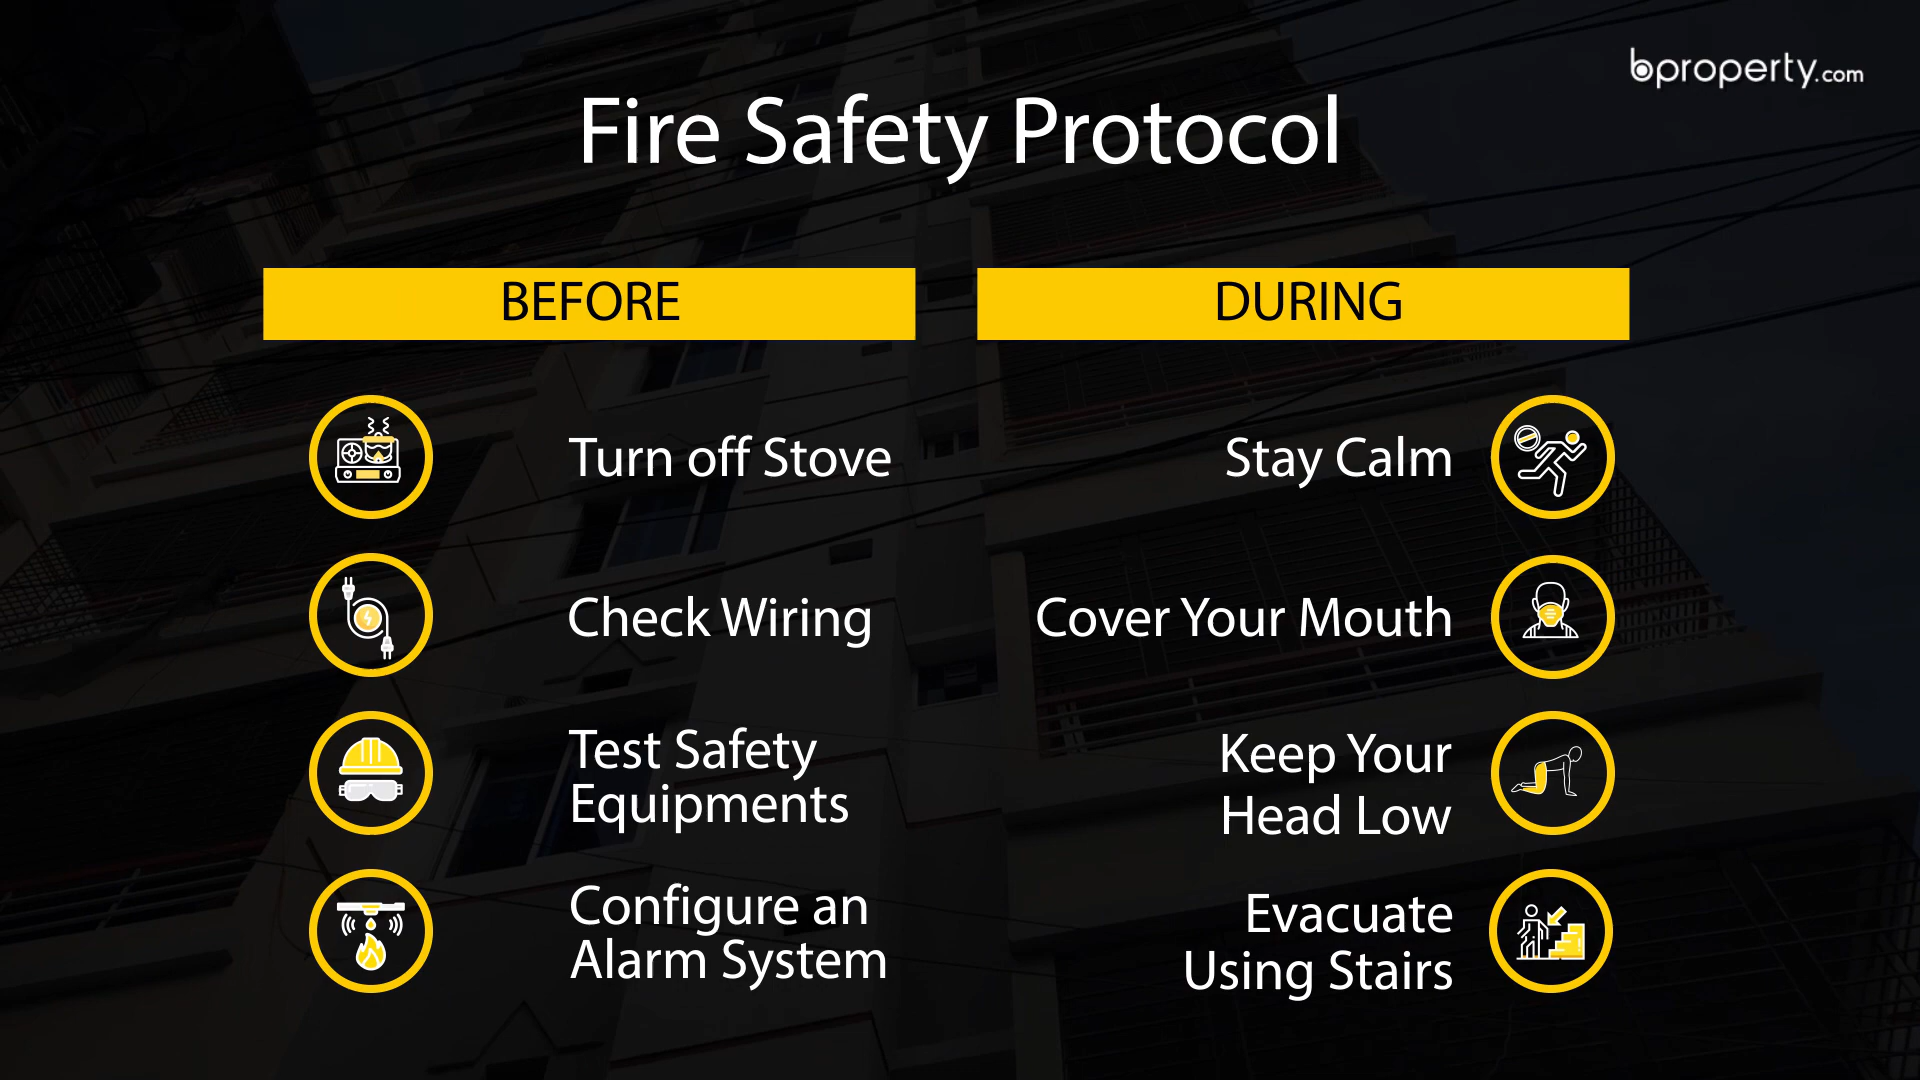 bproperty.com
Fire Safety Protocol
BEFORE
Turn off Stove
Check Wiring
Test Safety
Equipments
Configure an
Alarm System
DURING
Stay Calm
Cover Your Mouth
Keep Your
Head Low
Evacuate
Using Stairs